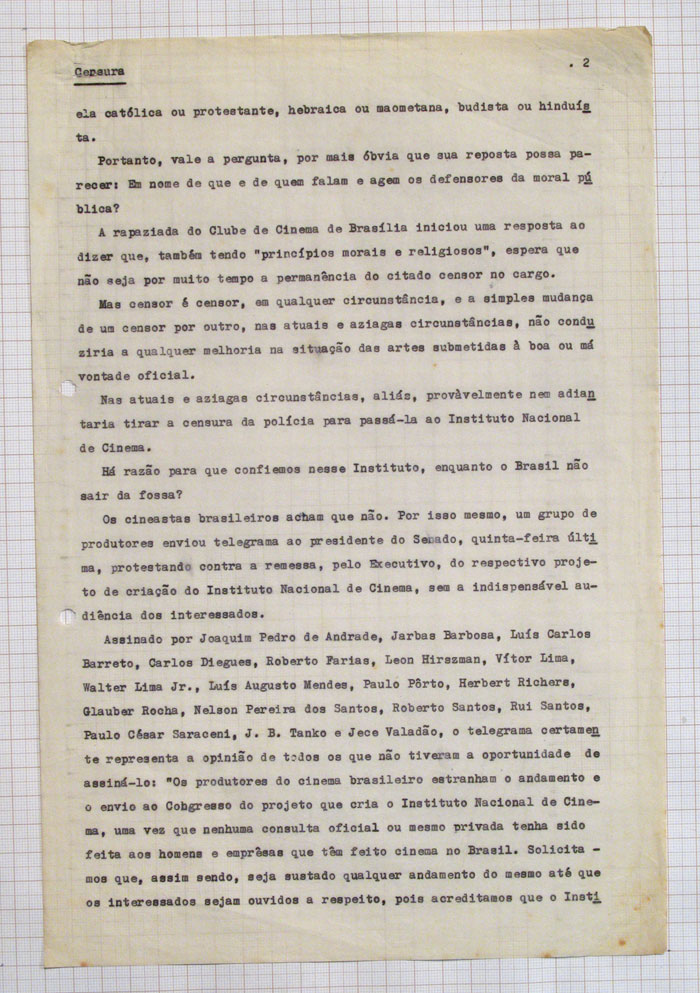 Censura
. 2
ela católica ou protestante, hebraica ou maometana, budista ou hinduís
ta.
Portanto, vale a pergunta, por mais óbvia que sua reposta possa pa-
recer: Em nome de que e de quem falam e agem os defensores da moral pú
blica?
A rapaziada do Clube de Cinema de Brasília iniciou uma resposta ao
dizer que, também tendo "princípios morais e religiosos", espera que
não seja por muito tempo a permanência do citado censor no cargo.
Mas censor é censor, em qualquer circunstância, e a simples mudança
de um censor por outro, nas atuais e aziagas circunstâncias, não condu
ziria a qualquer melhoria na situação das artes submetidas à boa ou má
vontade oficial.
Nas atuais e aziagas circunstâncias, aliáz, provàvelmente nem adian
taria tirar a censura da polícia para passá-la ao Instituto Nacional
de Cinema.
Há razão para que confiemos nesse Instituto, enquanto o Brasil não
sair da fossa?
Os cineastas brasileiros acham que não. Por isso mesmo, um grupo de
produtores enviou telegrama ao presidente do Senado, quinta-feira últi
ma, protestando contra a remessa, pelo Executivo, do respectivo proje-
to de criação do Instituto Nacional de Cinema, sem a indispensável au-
diência dos interessados.
Assinado por Joaquim Pedro de Andrade, Jarbas Barbosa, Luís Carlos
Barreto, Carlos Diegues, Roberto Farias, Leon Hirszman, Vítor Lima,
Walter Lima Jr., Luís Augusto Mendes, Paulo Pôrto, Herbert Richers,
Glauber Rocha, Nelson Pereira dos Santos, Roberto Santos, Rui Santos,
Paulo César Saraceni, J. B. Tanko e Jece Valadão, o telegrama certamen
te representa a opinião de todos os que não tiveram a oportunidade de
assiná-lo: "Os produtores do cinema brasileiro estranham o andamento e
o envio ao Cohgresso do projeto que cria o Instituto Nacional de Cine-
ma, uma vez que nenhuma consulta oficial ou mesmo privada tenha sido
feita aos homens e emprêsas que têm feito cinema no Brasil. Solicita -
mos que, assim sendo, seja sustado qualquer andamento do mesmo até que
os interessados sejam ouvidos a respeito, pois acreditamos que o Insti